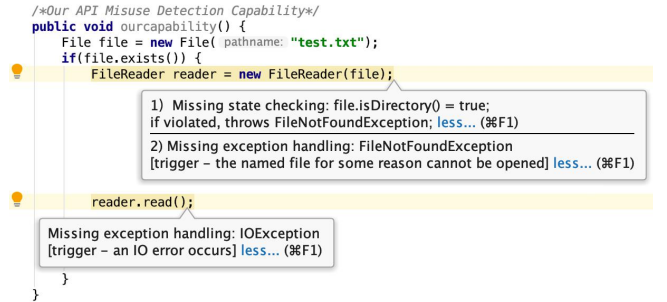 /*Our API Misuse Detection Capability*/
public void ourcapability() {
File file = new File( pathname: "test.txt");
if(file.exists()) {
FileReader reader = new FileReader(file);
1) Missing state checking: file.isDirectory() = true;
if violated, throws FileNotFoundException; less... (⌘F1)
2) Missing exception handling: FileNotFoundException
[trigger – the named file for some reason cannot be opened] less... (⌘F1)
reader.read();
Missing exception handling: IOException
[trigger – an IO error occurs] less... (⌘F1)
}
}